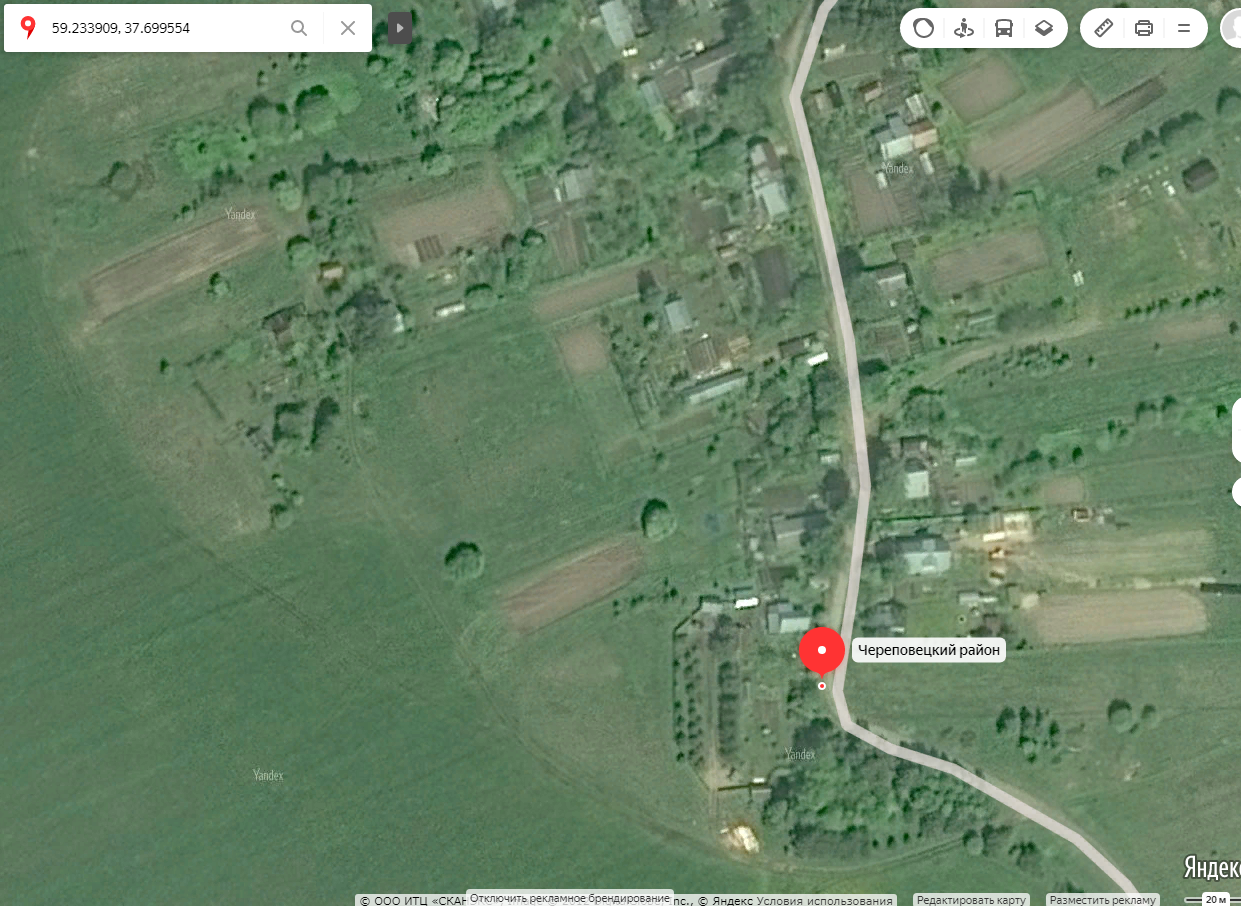 59.233909, 37.699554
Yandex
Yandex
Череповецкий район
Yandex
Yandex
Яндекс
Отключить рекламное брендирование
© ООО ИТЦ «СКАН Inc., © Яндекс Условия использования
Редактировать карту
Разместить рекламу
20 м